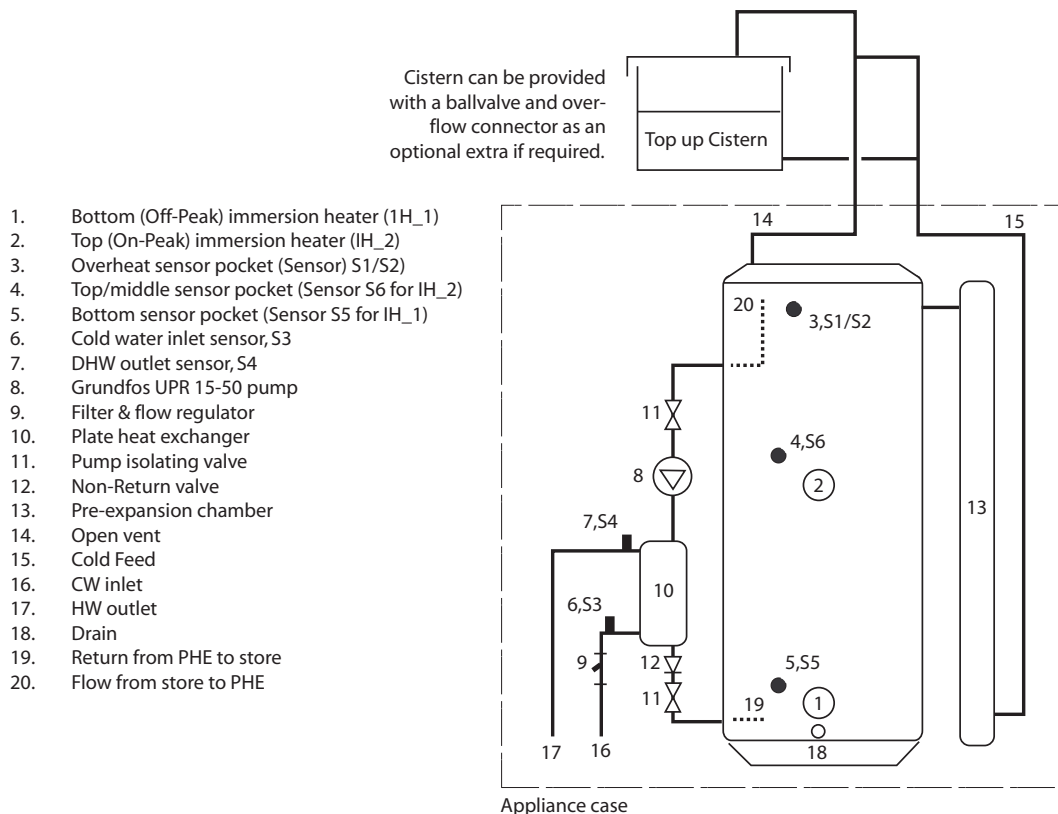 Cistern can be provided
with a ballvalve and over-
flow connector as an
optional extra if required.
Top up Cistern
1. Bottom (Off-Peak) immersion heater (1H_1)
2. Top (On-Peak) immersion heater (IH_2)
3. Overheat sensor pocket (Sensor) S1/S2)
4. Top/middle sensor pocket (Sensor S6 for IH_2)
5. Bottom sensor pocket (Sensor S5 for IH_1)
6. Cold water inlet sensor, S3
7. DHW outlet sensor, S4
8. Grundfos UPR 15-50 pump
9. Filter & flow regulator
10. Plate heat exchanger
11. Pump isolating valve
12. Non-Return valve
13. Pre-expansion chamber
14. Open vent
15. Cold Feed
16. CW inlet
17. HW outlet
18. Drain
19. Return from PHE to store
20. Flow from store to PHE
14
15
20
3,S1/S2
11
4,S6
8
2
13
7,S4
10
6,S3
9
12
5,S5
11
19
1
17
16
18
Appliance case